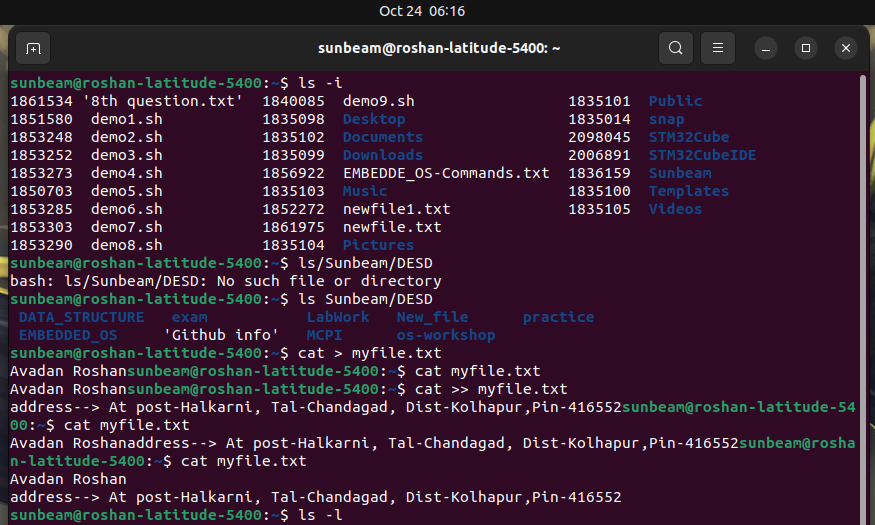 Oct 24 06:16
sunbeam@roshan-latitude-5400: ~
sunbeam@roshan-latitude-5400:~$ ls -i
1861534 '8th question.txt' 1840085 demo9.sh 1835101 Public
1851580 demo1.sh 1835098 Desktop 1835014 snap
1853248 demo2.sh 1835102 Documents 2098045 STM32Cube
1853252 demo3.sh 1835099 Downloads 2006891 STM32CubeIDE
1853273 demo4.sh 1856922 EMBEDDE_OS-Commands.txt 1836159 Sunbeam
1850703 demo5.sh 1835103 Music 1835100 Templates
1853285 demo6.sh 1852272 newfile1.txt 1835105 Videos
1853303 demo7.sh 1861975 newfile.txt
1853290 demo8.sh 1835104 Pictures
sunbeam@roshan-latitude-5400:~$ ls/Sunbeam/DESD
bash: ls/Sunbeam/DESD: No such file or directory
sunbeam@roshan-latitude-5400:~$ ls Sunbeam/DESD
DATA_STRUCTURE exam LabWork New_file practice
EMBEDDED_OS 'Github info' MCPI os-workshop
sunbeam@roshan-latitude-5400:~$ cat > myfile.txt
Avadan Roshansunbeam@roshan-latitude-5400:~$ cat myfile.txt
Avadan Roshansunbeam@roshan-latitude-5400:~$ cat >> myfile.txt
address--> At post-Halkarni, Tal-Chandagad, Dist-Kolhapur,Pin-416552sunbeam@roshan-latitude-54
00:~$ cat myfile.txt
Avadan Roshanaddress--> At post-Halkarni, Tal-Chandagad, Dist-Kolhapur,Pin-416552sunbeam@rosha
n-latitude-5400:~$ cat myfile.txt
Avadan Roshan
address--> At post-Halkarni, Tal-Chandagad, Dist-Kolhapur,Pin-416552
sunbeam@roshan-latitude-5400:~$ ls -l